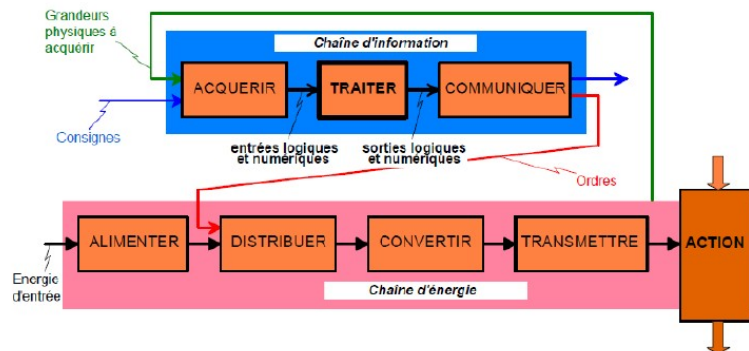 Grandeurs
physiques à
acquérir
Chaîne d'information
ACQUERIR
TRAITER
COMMUNIQUER
Consignes
entrées logiques
et numériques
sorties logiques
et numériques
Ordres
ALIMENTER
DISTRIBUER
CONVERTIR
TRANSMETTRE
ACTION
Energie
d'entrée
Chaîne d'énergie